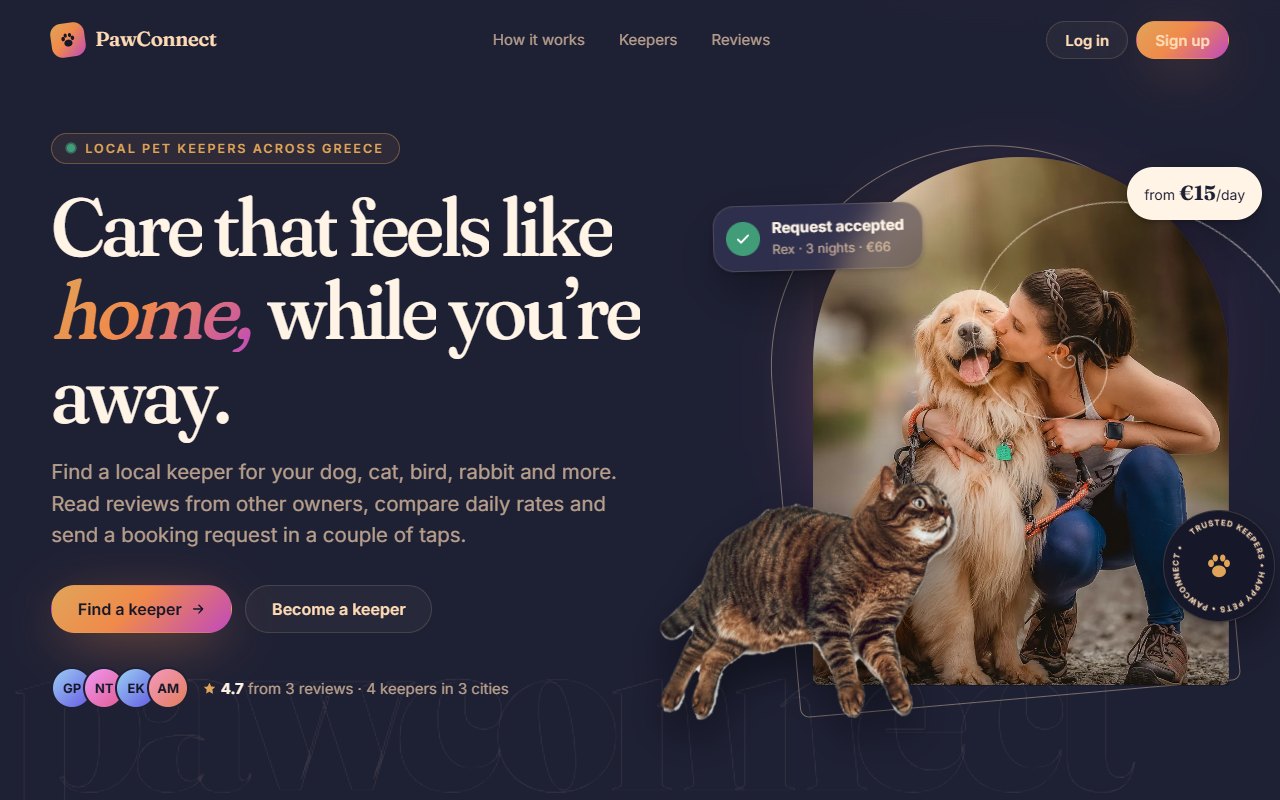 PawConnect
How it works
Keepers
Reviews
Log in
Sign up
LOCAL PET KEEPERS ACROSS GREECE
Care that feels like
home, while you’re
away.
Find a local keeper for your dog, cat, bird, rabbit and more.
Read reviews from other owners, compare daily rates and
send a booking request in a couple of taps.
Find a keeper →
Become a keeper
GP NT EK AM
★ 4.7 from 3 reviews · 4 keepers in 3 cities
Request accepted
Rex · 3 nights · €66
from €15/day
TRUSTED KEEPERS • HAPPY PETS • PAWCONNECT •
pawconnect